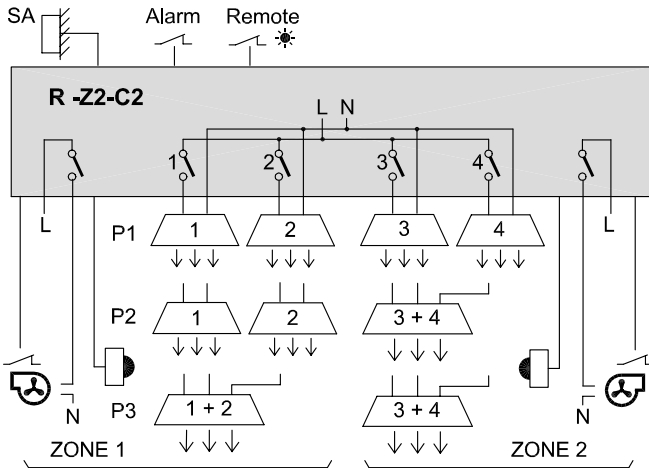 SA Alarm Remote
R -Z2-C2
L N
1 2 3 4
L L
P1 1 2 3 4
P2 1 2 3 + 4
P3 1 + 2 3 + 4
N N
ZONE 1 ZONE 2